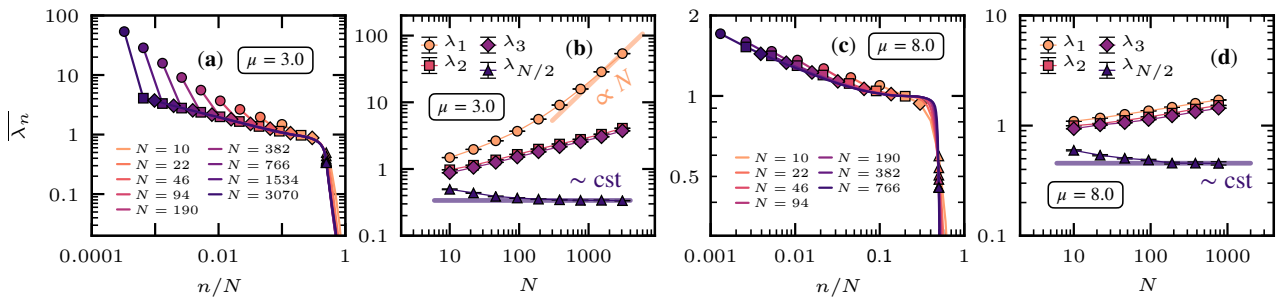 λ̅n̅
100
10
1
0.1
0.0001
0.01
1
n/N
(a)
μ = 3.0
N = 10
N = 22
N = 46
N = 94
N = 190
N = 382
N = 766
N = 1534
N = 3070
100
10
1
0.1
10
100
1000
N
λ1
λ2
λ3
λN/2
(b)
μ = 3.0
∝ N
~ cst
2
1
0.5
0.001
0.01
0.1
1
n/N
(c)
μ = 8.0
N = 10
N = 22
N = 46
N = 94
N = 190
N = 382
N = 766
10
1
0.1
10
100
1000
N
λ1
λ2
λ3
λN/2
(d)
~ cst
μ = 8.0